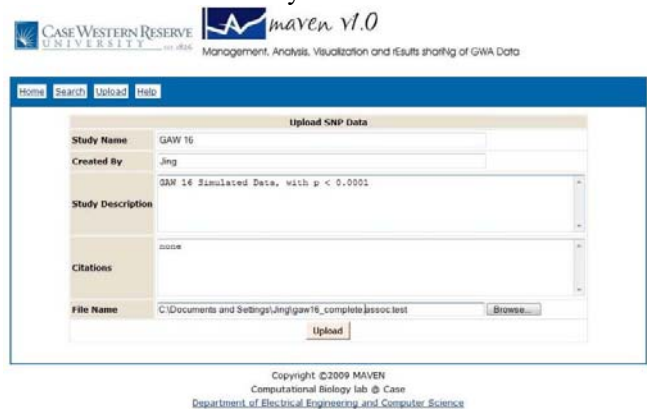 CASE WESTERN RESERVE
UNIVERSITY EST. 1826
maven v1.0
Management, Analysis, Visualization and rEsults shariNg of GWA Data
Home Search Upload Help
Upload SNP Data
Study Name GAW 16
Created By Jing
Study Description GAW 16 Simulated Data, with p < 0.0001
Citations none
File Name C:\Documents and Settings\Jing\gaw16_complete.assoc.test Browse...
Upload
Copyright ©2009 MAVEN
Computational Biology lab @ Case
Department of Electrical Engineering and Computer Science